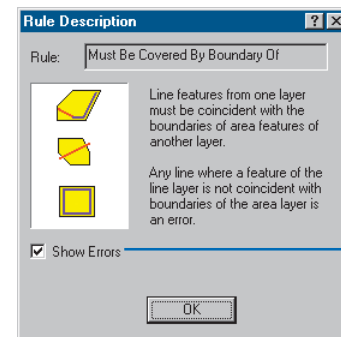 Rule Description
Rule: Must Be Covered By Boundary Of
Line features from one layer
must be coincident with the
boundaries of area features of
another layer.
Any line where a feature of the
line layer is not coincident with
boundaries of the area layer is
an error.
Show Errors
OK